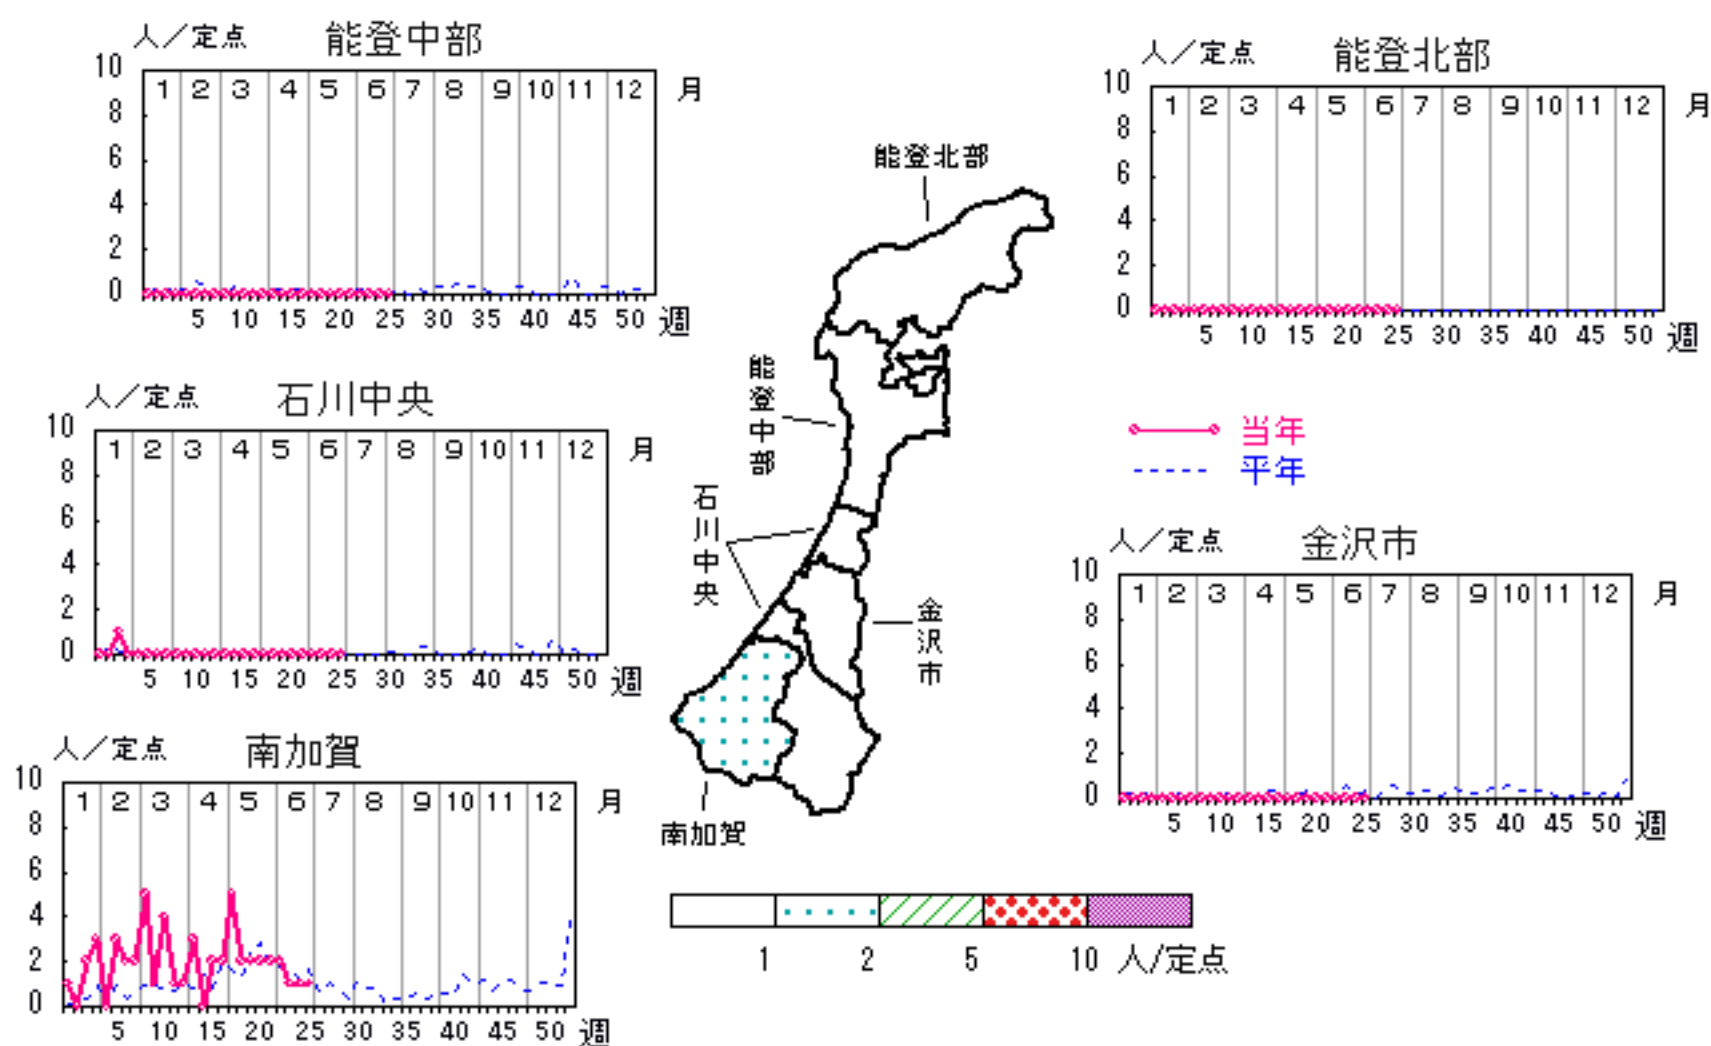 人／定点 能登中部
10 8 6 4 2 0
1 2 3 4 5 6 7 8 9 10 11 12 月
5 10 15 20 25 30 35 40 45 50 週
人／定点 能登北部
10 8 6 4 2 0
1 2 3 4 5 6 7 8 9 10 11 12 月
5 10 15 20 25 30 35 40 45 50 週
人／定点 石川中央
10 8 6 4 2 0
1 2 3 4 5 6 7 8 9 10 11 12 月
5 10 15 20 25 30 35 40 45 50 週
能登北部
能登中部
石川中央
金沢市
南加賀
当年
平年
人／定点 金沢市
10 8 6 4 2 0
1 2 3 4 5 6 7 8 9 10 11 12 月
5 10 15 20 25 30 35 40 45 50 週
人／定点 南加賀
10 8 6 4 2 0
1 2 3 4 5 6 7 8 9 10 11 12 月
5 10 15 20 25 30 35 40 45 50 週
1 2 5 10 人/定点